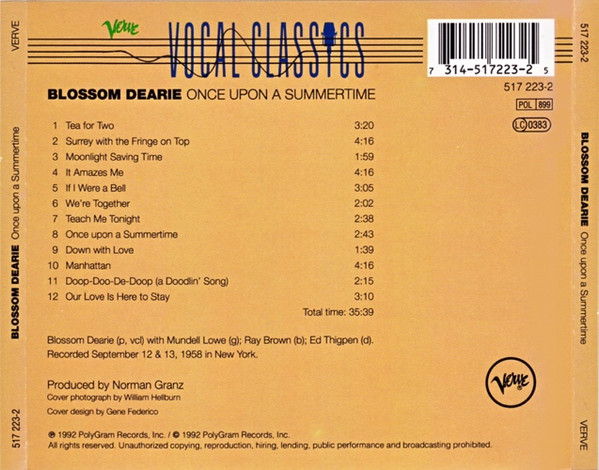 VERVE
BLOSSOM DEARIE Once upon a Summertime
517 223-2
Verve
VOCAL CLASSICS
BLOSSOM DEARIE ONCE UPON A SUMMERTIME
7 314-517223-2 5
517 223-2
POL 899
LC 0383
1 Tea for Two 3:20
2 Surrey with the Fringe on Top 4:16
3 Moonlight Saving Time 1:59
4 It Amazes Me 4:16
5 If I Were a Bell 3:05
6 We're Together 2:02
7 Teach Me Tonight 2:38
8 Once upon a Summertime 2:43
9 Down with Love 1:39
10 Manhattan 4:16
11 Doop-Doo-De-Doop (a Doodlin' Song) 2:15
12 Our Love Is Here to Stay 3:10
Total time: 35:39
Blossom Dearie (p, vcl) with Mundell Lowe (g); Ray Brown (b); Ed Thigpen (d).
Recorded September 12 & 13, 1958 in New York.
Produced by Norman Granz
Cover photograph by William Hellburn
Cover design by Gene Federico
Verve
℗ 1992 PolyGram Records, Inc. / © 1992 PolyGram Records, Inc.
All rights reserved. Unauthorized copying, reproduction, hiring, lending, public performance and broadcasting prohibited.
517 223-2
BLOSSOM DEARIE Once upon a Summertime
VERVE